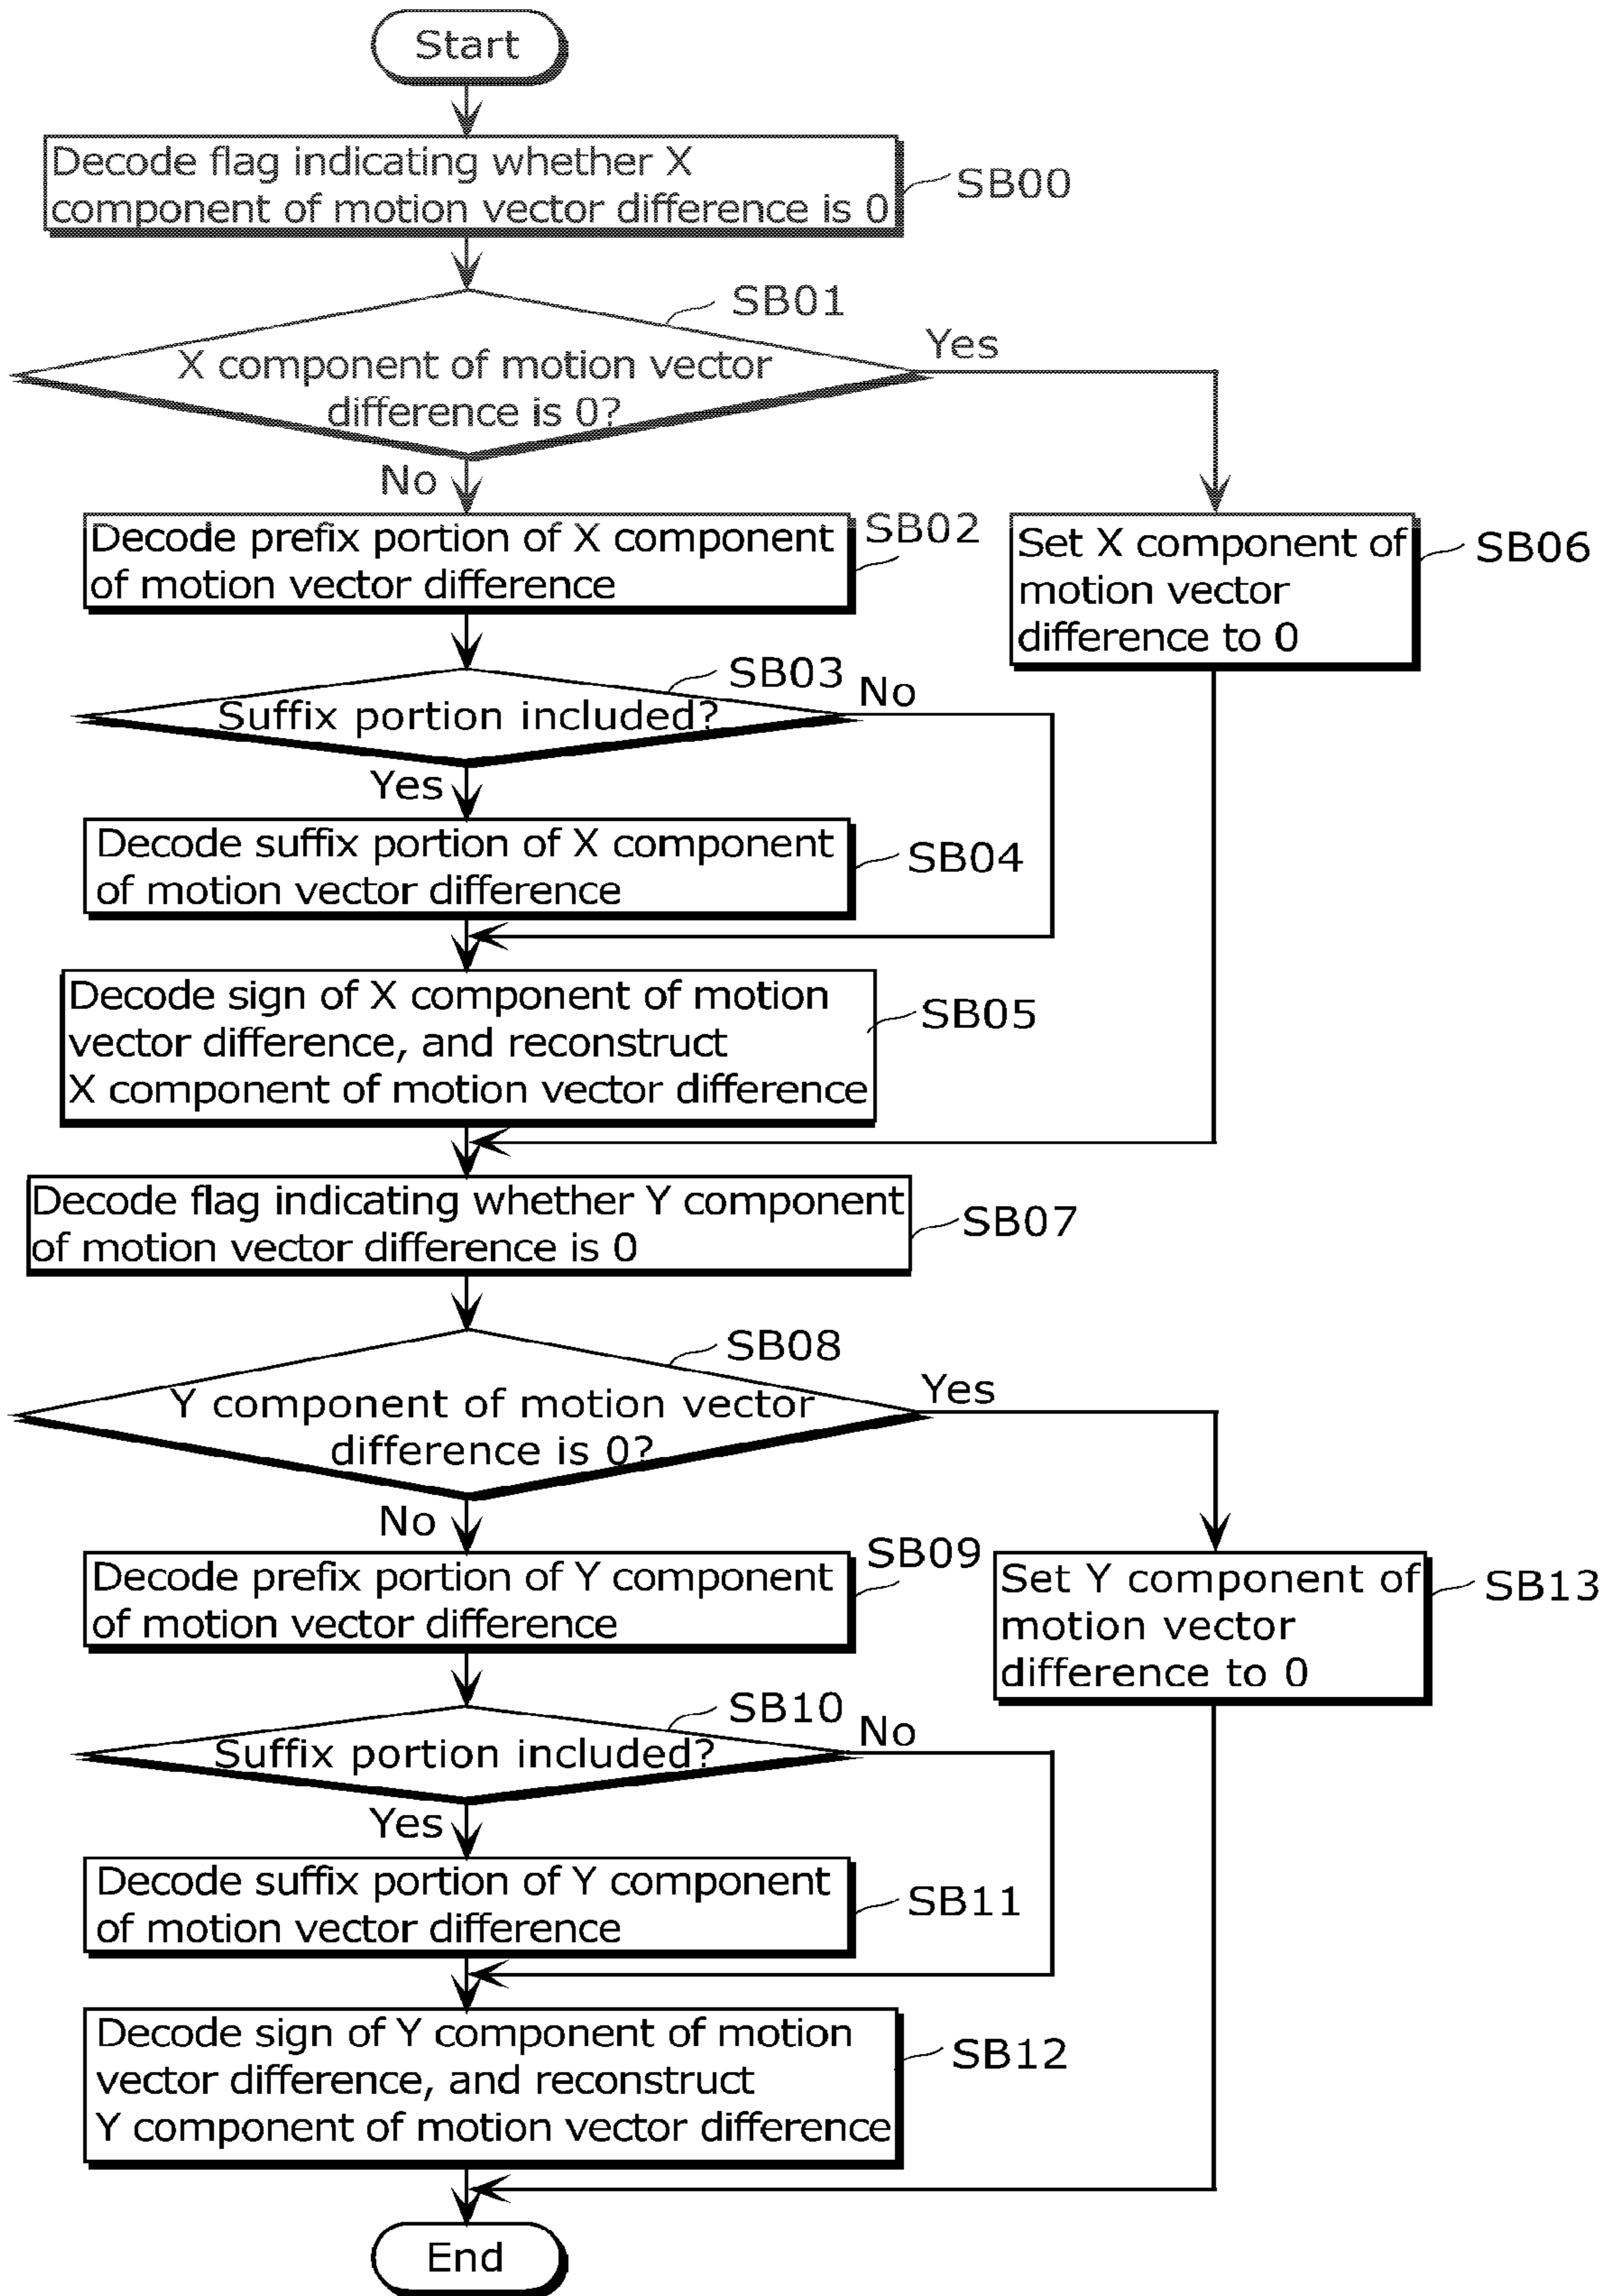 Start
Decode flag indicating whether X
component of motion vector difference is 0
SB00
SB01
X component of motion vector
difference is 0?
Yes
No
Decode prefix portion of X component
of motion vector difference
SB02
Set X component of
motion vector
difference to 0
SB06
SB03
Suffix portion included?
No
Yes
Decode suffix portion of X component
of motion vector difference
SB04
Decode sign of X component of motion
vector difference, and reconstruct
X component of motion vector difference
SB05
Decode flag indicating whether Y component
of motion vector difference is 0
SB07
SB08
Y component of motion vector
difference is 0?
Yes
No
Decode prefix portion of Y component
of motion vector difference
SB09
Set Y component of
motion vector
difference to 0
SB13
SB10
Suffix portion included?
No
Yes
Decode suffix portion of Y component
of motion vector difference
SB11
Decode sign of Y component of motion
vector difference, and reconstruct
Y component of motion vector difference
SB12
End